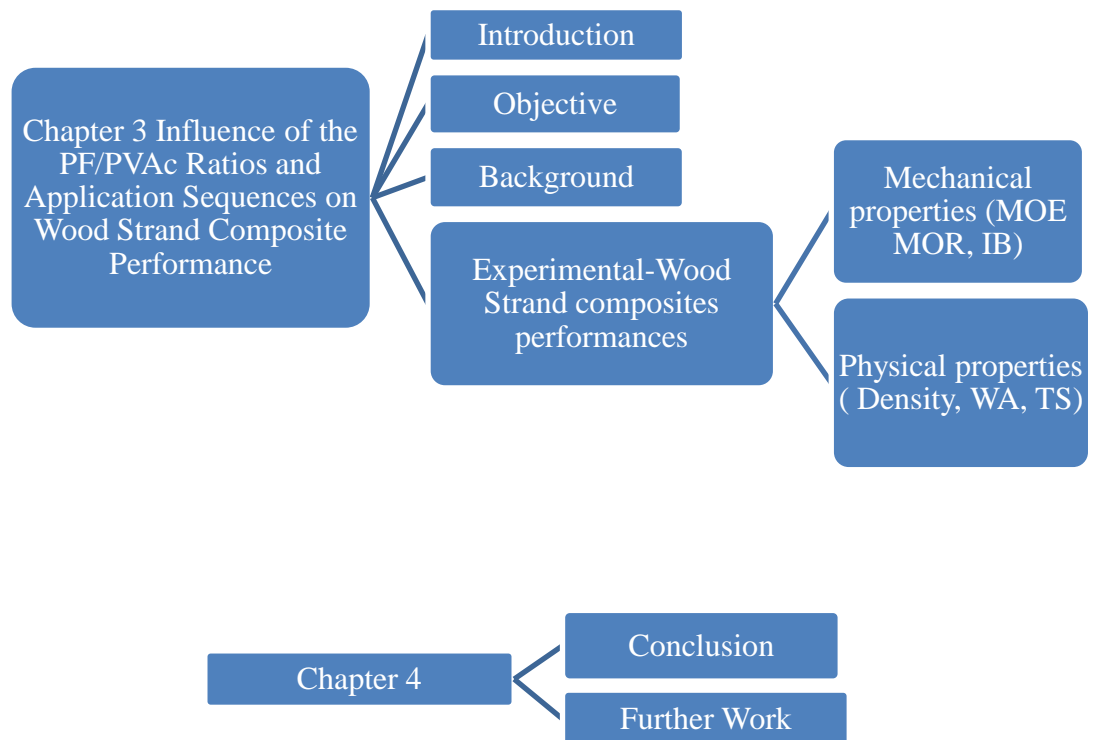 Chapter 3 Influence of the
PF/PVAc Ratios and
Application Sequences on
Wood Strand Composite
Performance
Introduction
Objective
Background
Experimental-Wood
Strand composites
performances
Mechanical
properties (MOE
MOR, IB)
Physical properties
( Density, WA, TS)
Chapter 4
Conclusion
Further Work